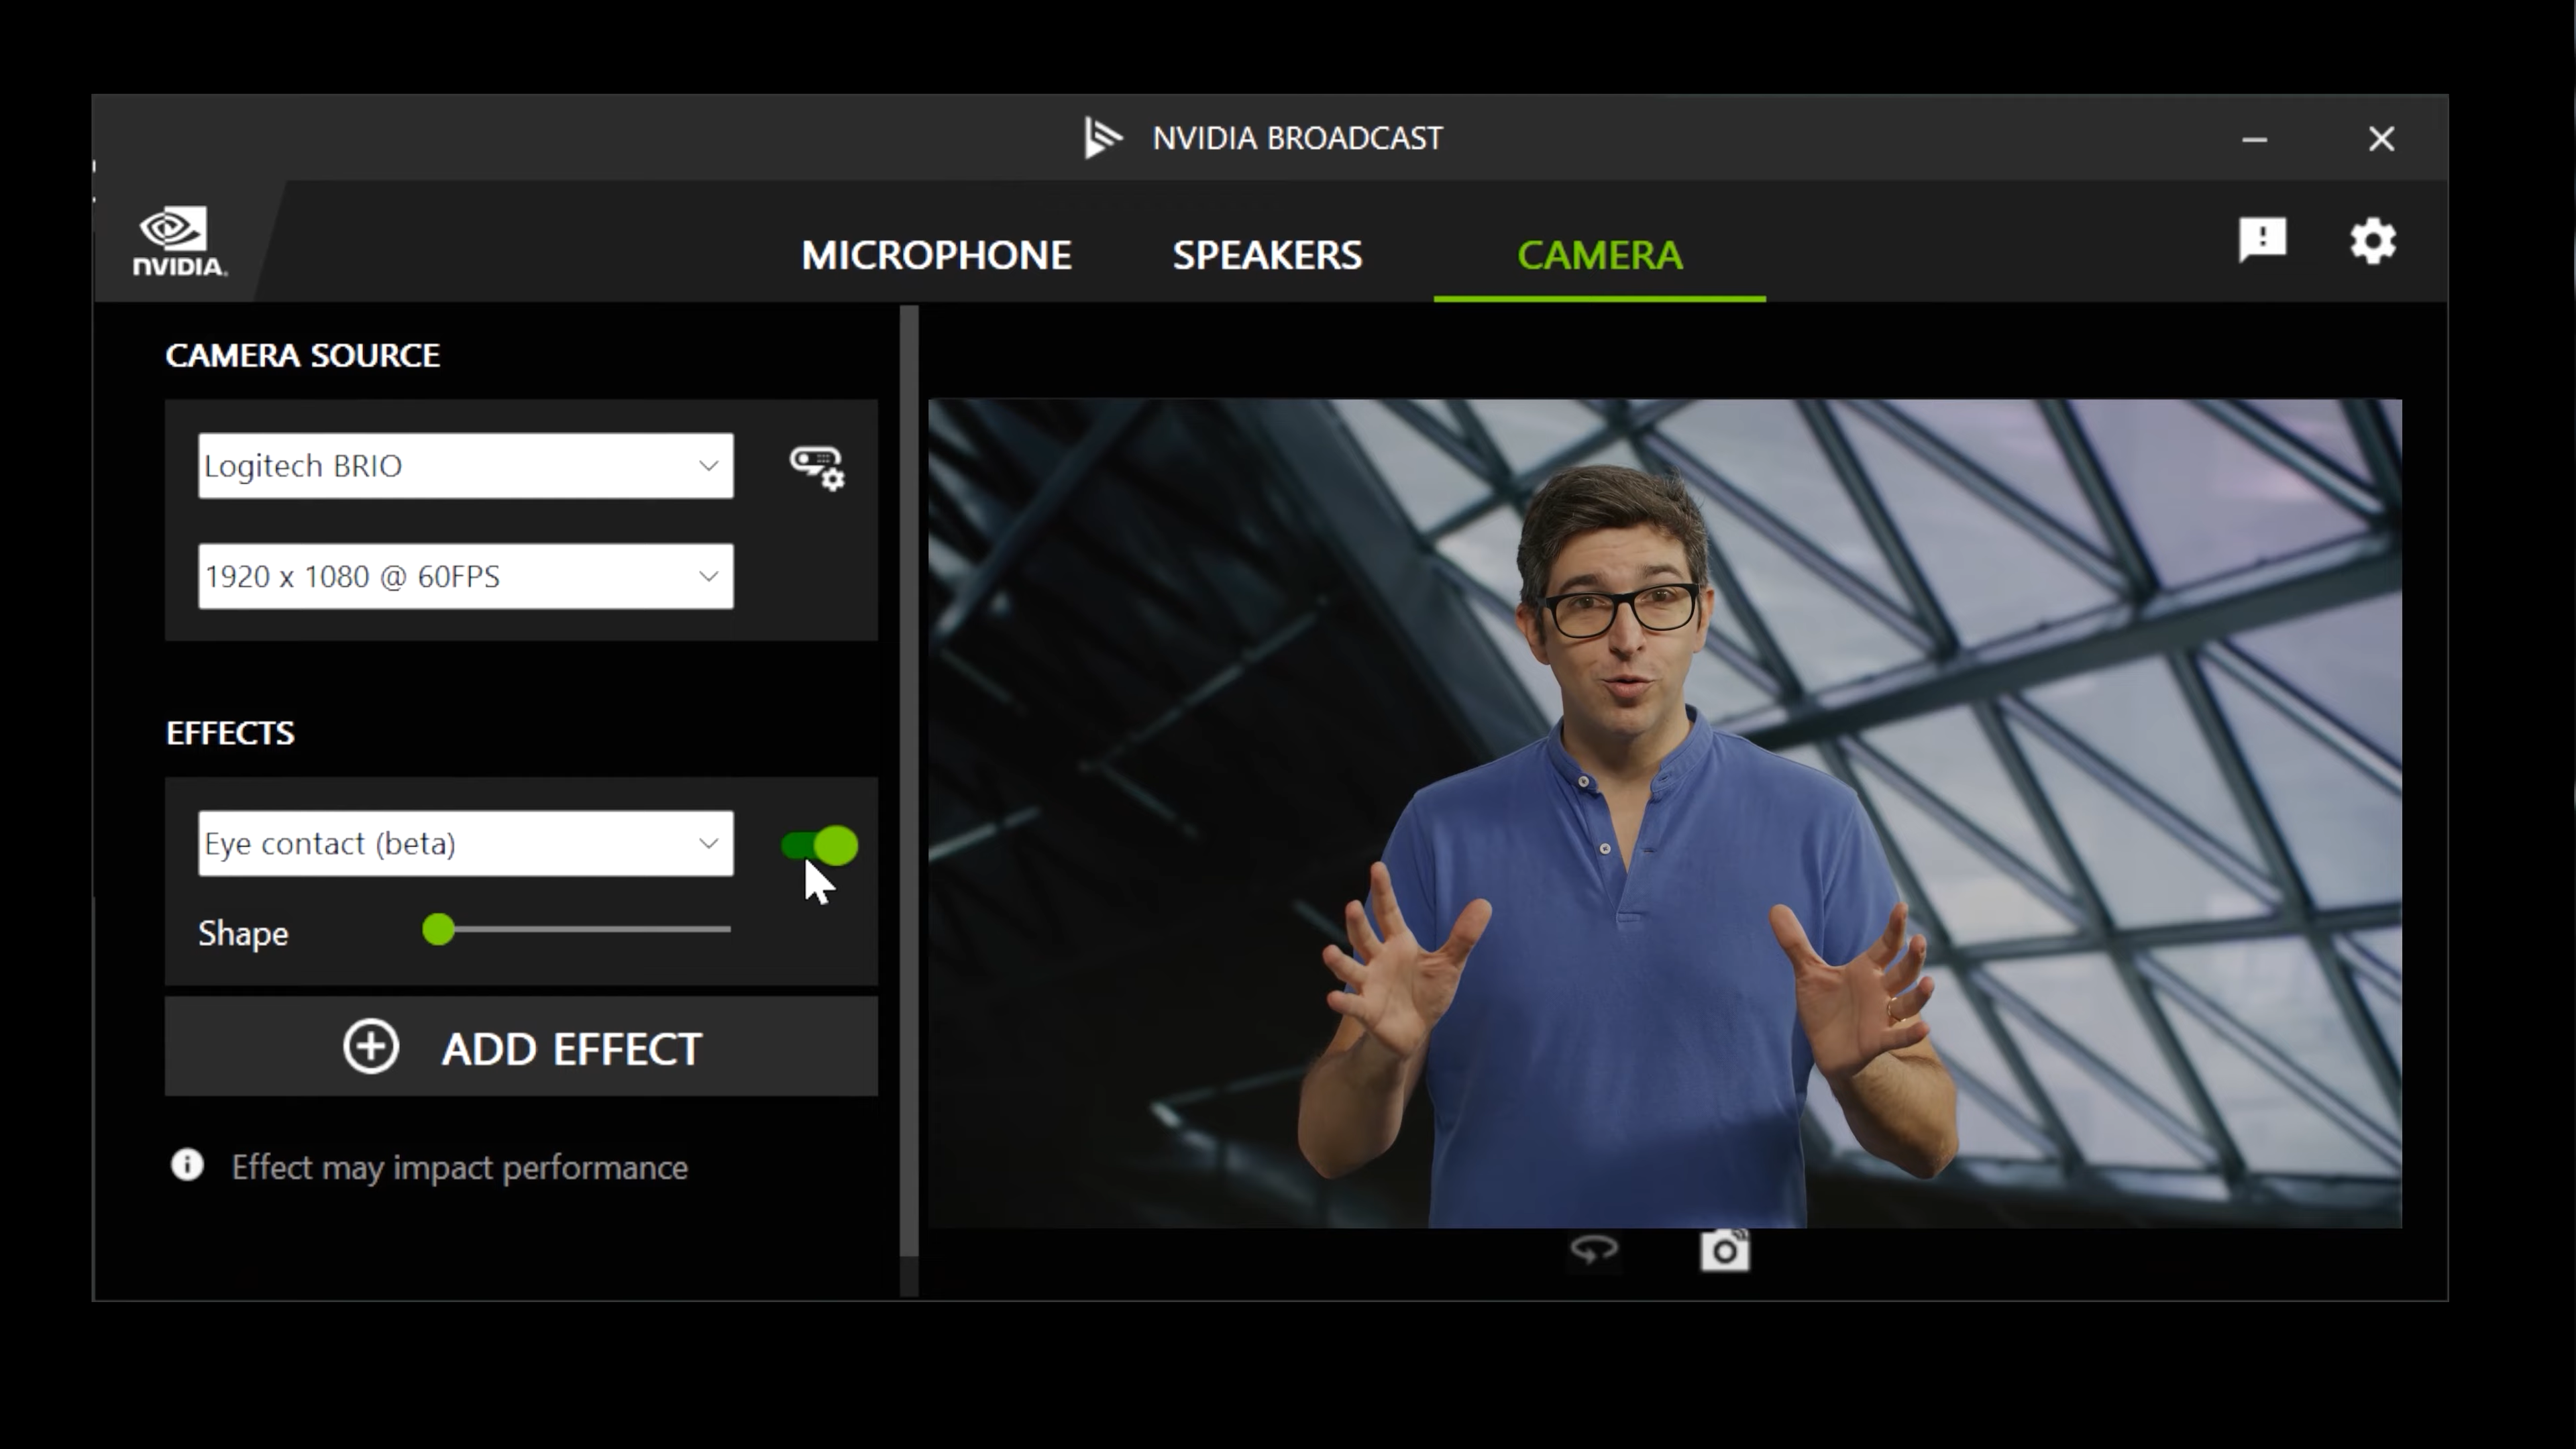 NVIDIA BROADCAST
NVIDIA.
MICROPHONE
SPEAKERS
CAMERA
CAMERA SOURCE
Logitech BRIO
1920 x 1080 @ 60FPS
EFFECTS
Eye contact (beta)
Shape
ADD EFFECT
Effect may impact performance